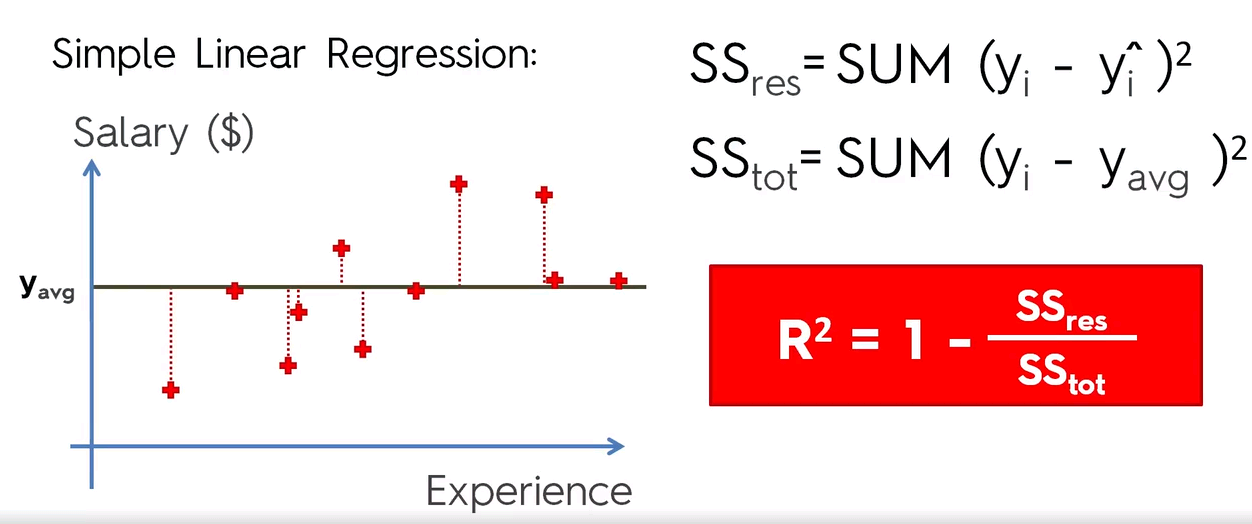 Simple Linear Regression:
Salary ($)
yavg
Experience
SSres= SUM (yi - yî )²
SStot= SUM (yi - yavg )²
R² = 1 - SSres
SStot